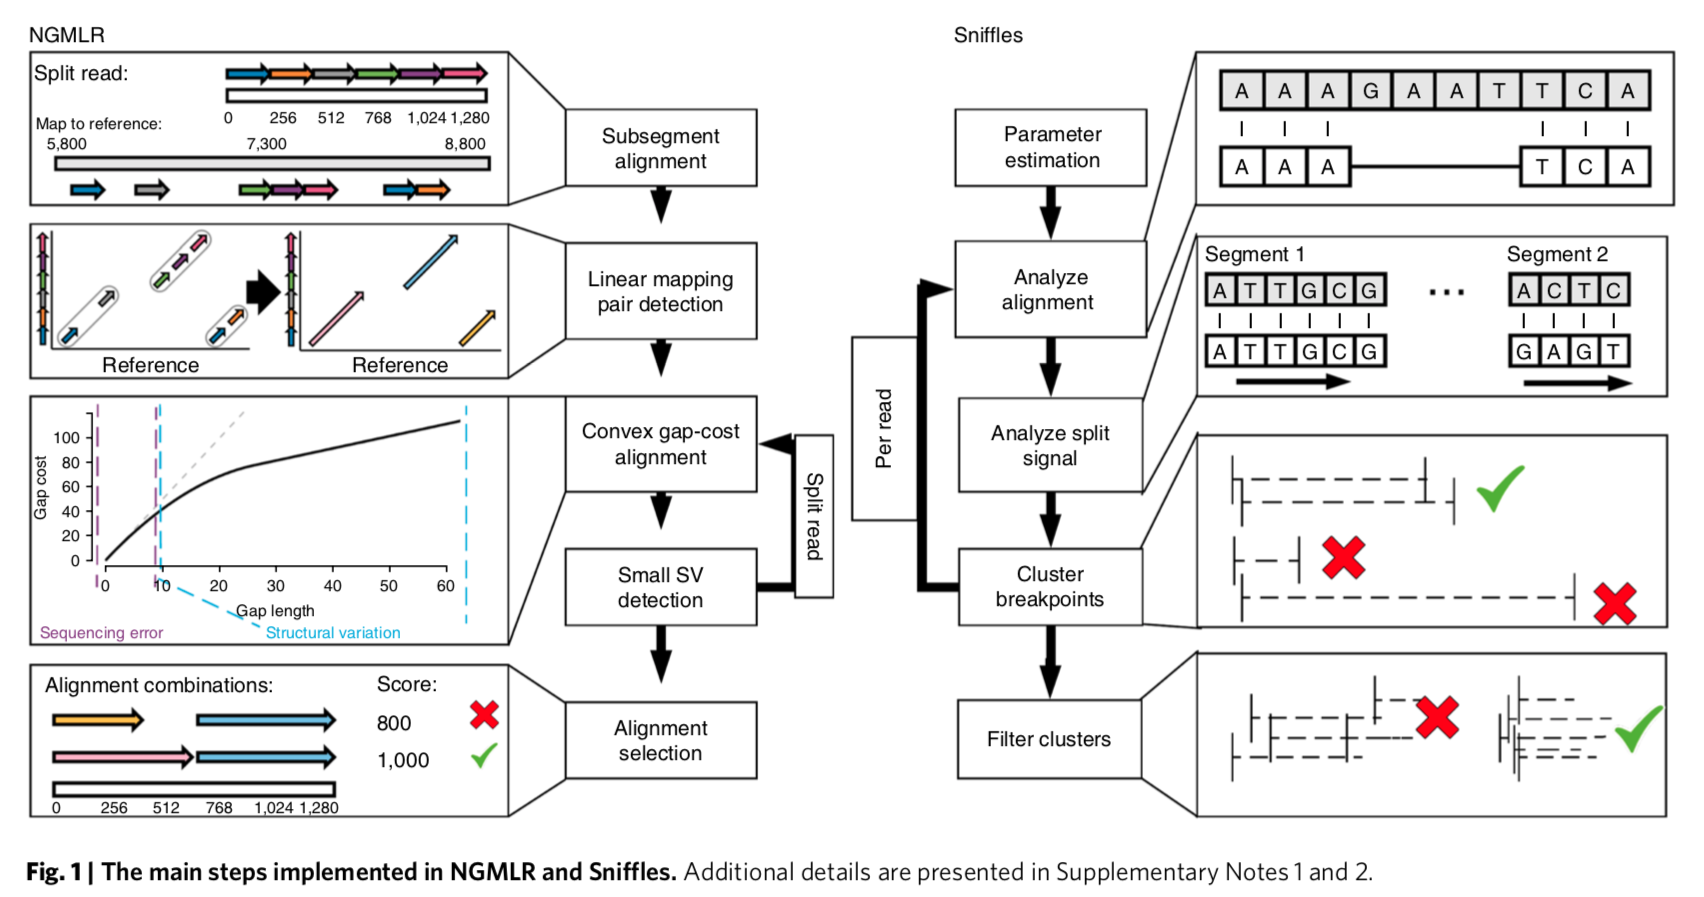 NGMLR
Split read:
0 256 512 768 1,024 1,280
Map to reference:
5,800 7,300 8,800
Subsegment
alignment
Reference Reference
Linear mapping
pair detection
Gap cost
100
80
60
40
20
0
0 10 20 30 40 50 60
Gap length
Sequencing error
Structural variation
Convex gap-cost
alignment
Split read
Small SV
detection
Alignment combinations: Score:
800
1,000
0 256 512 768 1,024 1,280
Alignment
selection
Sniffles
Parameter
estimation
A A A G A A T T C A
A A A T C A
Analyze
alignment
Per read
Segment 1 Segment 2
A T T G C G ... A C T C
A T T G C G G A G T
Analyze split
signal
Cluster
breakpoints
Filter clusters
Fig. 1 | The main steps implemented in NGMLR and Sniffles. Additional details are presented in Supplementary Notes 1 and 2.